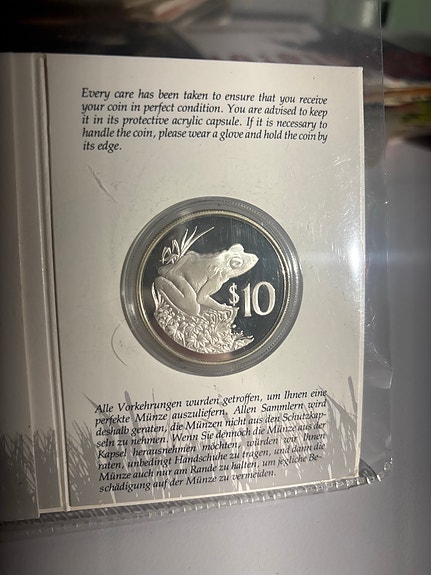 Every care has been taken to ensure that you receive
your coin in perfect condition. You are advised to keep
it in its protective acrylic capsule. If it is necessary to
handle the coin, please wear a glove and hold the coin by
its edge.
$10
Alle Vorkehrungen wurden getroffen, um Ihnen eine
perfekte Münze auszuliefern. Allen Sammlern wird
deshalb geraten, die Münzen nicht aus den Schutzkap-
seln zu nehmen. Wenn Sie dennoch die Münze aus der
Kapsel herausnehmen möchten, würden wir Ihnen
raten, unbedingt Handschuhe zu tragen, und dann die
Münze auch nur am Rande zu halten, um jegliche Be-
schädigung auf der Münze zu vermeiden.